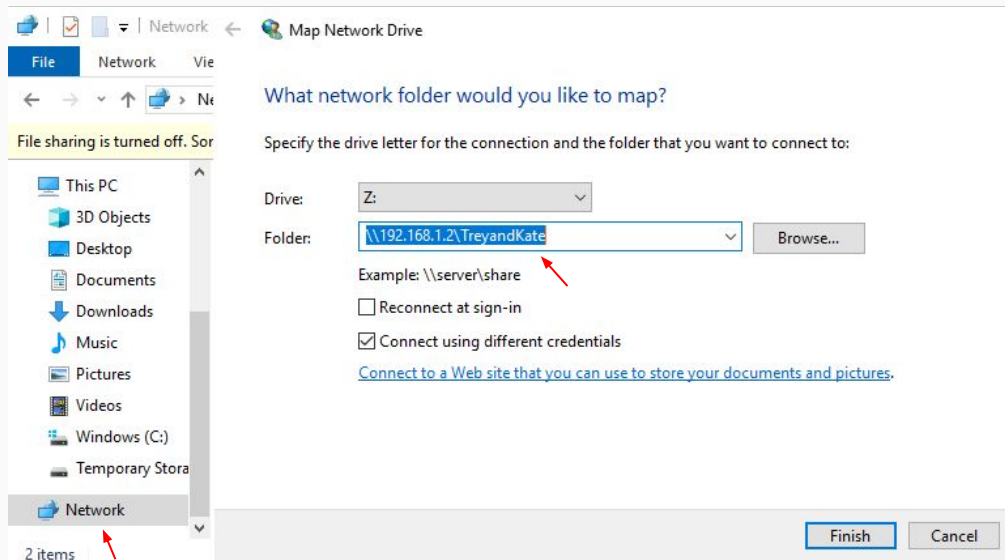 Network
Map Network Drive
File Network Vie
Ne
File sharing is turned off. Sor
This PC
3D Objects
Desktop
Documents
Downloads
Music
Pictures
Videos
Windows (C:)
Temporary Stora
Network
2 items
What network folder would you like to map?
Specify the drive letter for the connection and the folder that you want to connect to:
Drive: Z:
Folder: \\192.168.1.2\TreyandKate Browse...
Example: \\server\share
Reconnect at sign-in
Connect using different credentials
Connect to a Web site that you can use to store your documents and pictures.
Finish Cancel